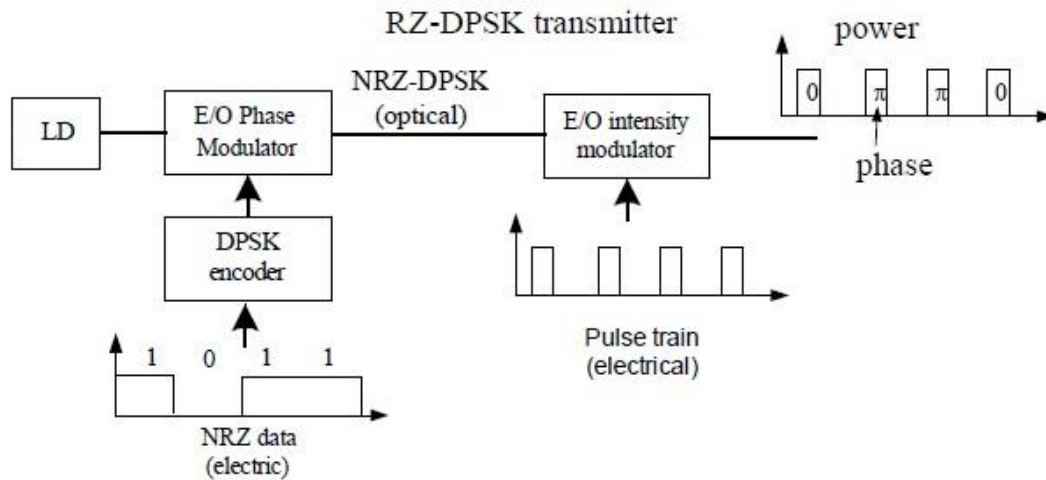 RZ-DPSK transmitter
power
0 π π 0
phase
LD
E/O Phase
Modulator
NRZ-DPSK
(optical)
E/O intensity
modulator
DPSK
encoder
1 0 1 1
NRZ data
(electric)
Pulse train
(electrical)